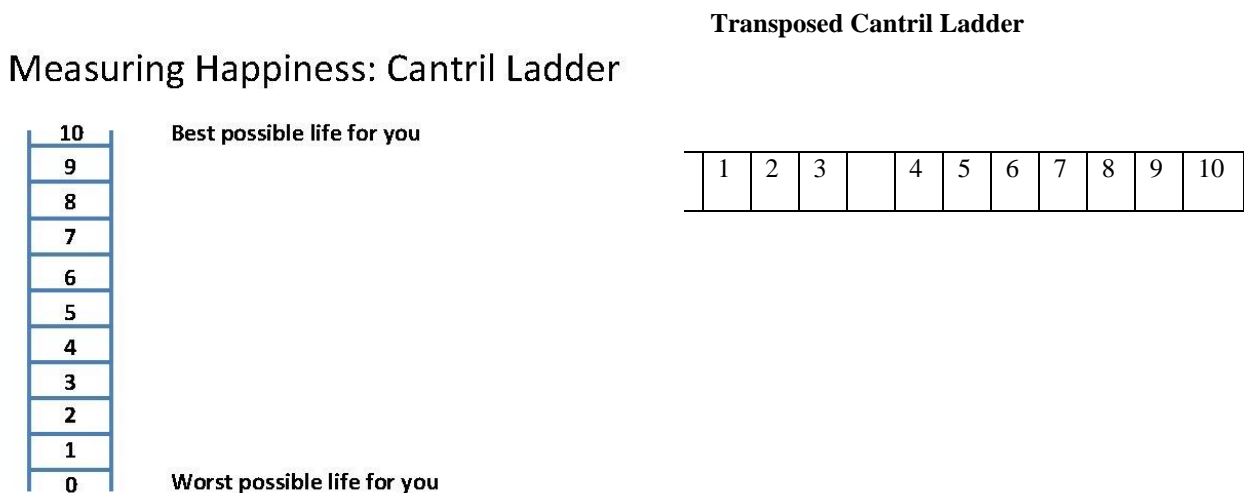 Transposed Cantril Ladder
Measuring Happiness: Cantril Ladder
10 Best possible life for you
9
8
7
6
5
4
3
2
1
0 Worst possible life for you
1 2 3 4 5 6 7 8 9 10